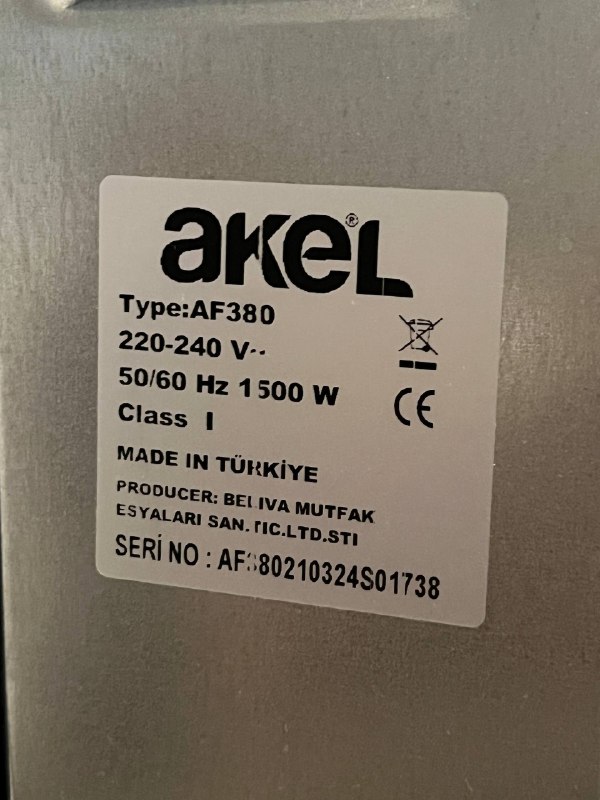 aKeL®
Type:AF380
220-240 V~
50/60 Hz 1500 W
Class I
CE
MADE IN TÜRKİYE
PRODUCER: BELIVA MUTFAK
ESYALARI SAN.TIC.LTD.STI
SERİ NO : AF380210324S01738